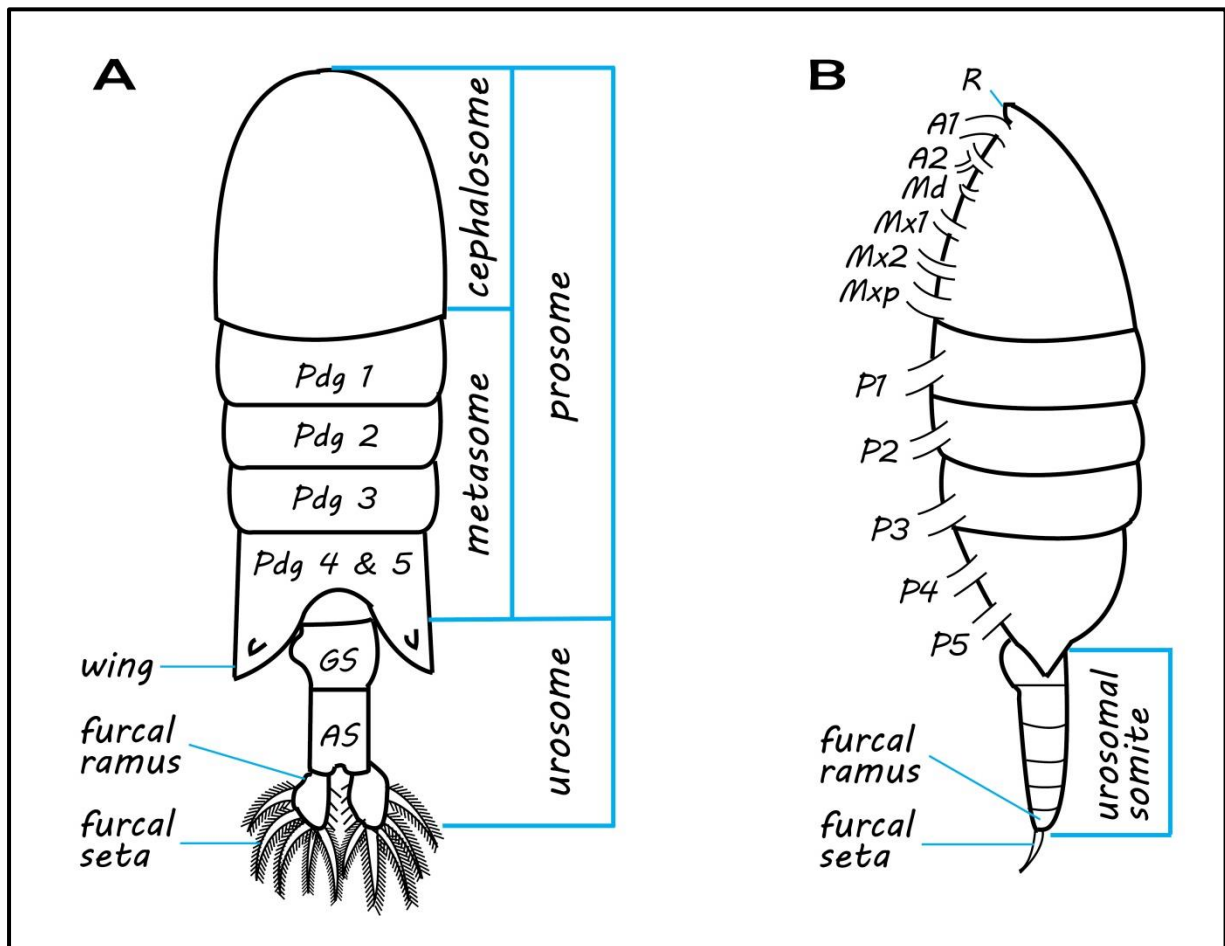 A
cephalosome
prosome
metasome
Pdg 1
Pdg 2
Pdg 3
Pdg 4 & 5
wing
GS
AS
urosome
furcal
ramus
furcal
seta
B
R
A1
A2
Md
Mx1
Mx2
Mxp
P1
P2
P3
P4
P5
furcal
ramus
furcal
seta
urosomal
somite